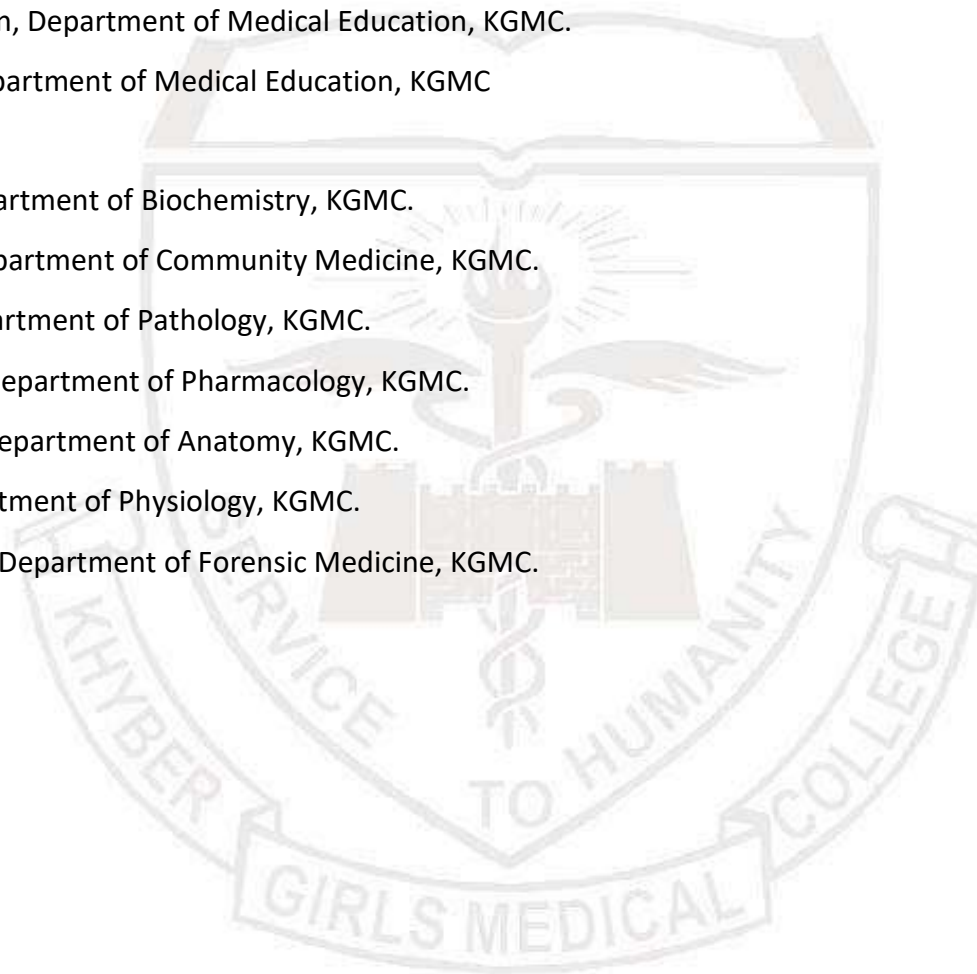 n, Department of Medical Education, KGMC.
partment of Medical Education, KGMC
artment of Biochemistry, KGMC.
partment of Community Medicine, KGMC.
artment of Pathology, KGMC.
epartment of Pharmacology, KGMC.
epartment of Anatomy, KGMC.
tment of Physiology, KGMC.
Department of Forensic Medicine, KGMC.
SERVICE TO HUMANITY
KHYBER GIRLS MEDICAL COLLEGE